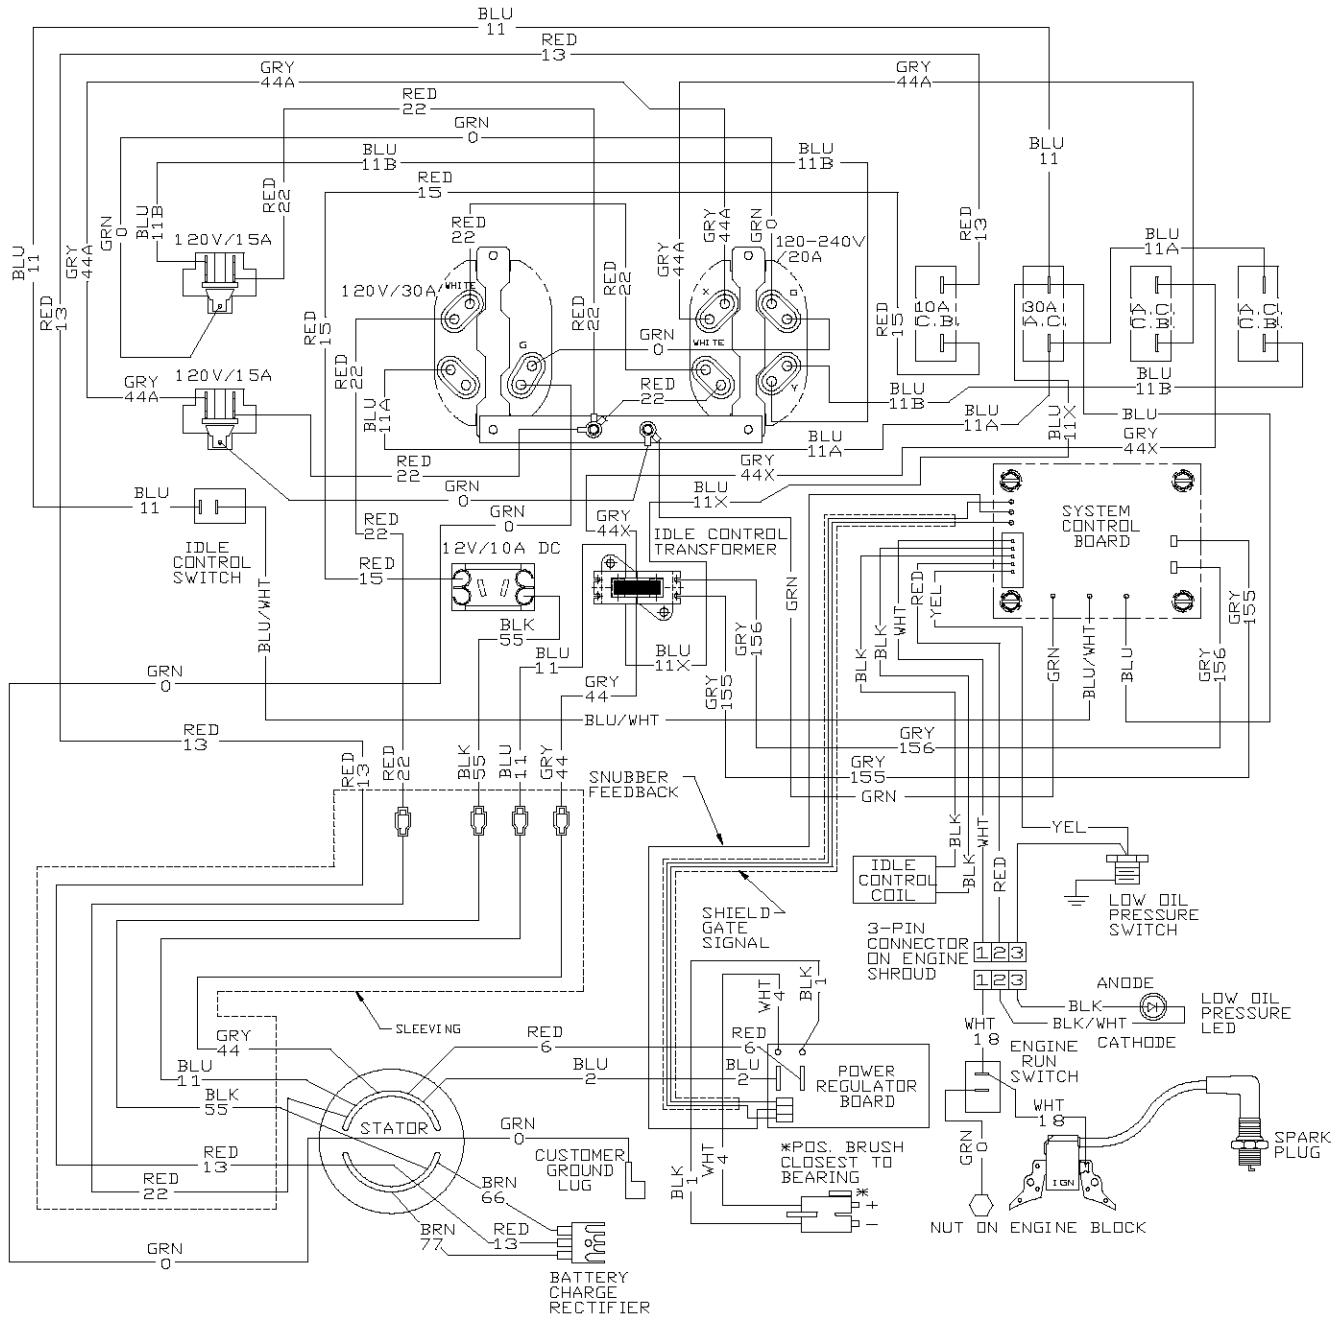 BLU
11
RED
13
GRY
44A
GRY
44A
RED
22
GRN
0
BLU
11B
BLU
11B
RED
15
BLU
11
BLU
11
GRY
44A
RED
13
GRN
0
BLU
11B
RED
22
RED
22
RED
15
RED
22
RED
22
RED
22
GRY
44A
GRY
44A
GRN
0
RED
13
RED
15
BLU
11A
120V/15A
120V/30A
WHITE
G
120-240V
/20A
X
G
WHITE
Y
GRN
0
RED
22
10A
C.B.
30A
A.C.
A.C.
C.B.
A.C.
C.B.
120V/15A
GRY
44A
BLU
11A
BLU
11B
BLU
11B
BLU
11A
BLU
11A
BLU
11X
BLU
GRY
44X
GRY
44X
RED
22
GRN
0
BLU
11X
BLU
11
IDLE
CONTROL
SWITCH
BLU/WHT
GRN
0
RED
22
RED
15
12V/10A DC
BLK
55
GRY
44X
IDLE CONTROL
TRANSFORMER
GRN
SYSTEM
CONTROL
BOARD
BLK
BLK
WHT
RED
YEL
GRN
BLU/WHT
BLU
GRY
156
GRY
155
BLU
11
BLU
11X
GRY
156
GRY
155
GRY
44
GRN
0
BLU/WHT
RED
13
GRY
156
GRY
155
GRN
RED
13
RED
22
BLK
55
BLU
11
GRY
44
SNUBBER
FEEDBACK
YEL
BLK
BLK
WHT
RED
IDLE
CONTROL
COIL
LOW OIL
PRESSURE
SWITCH
SHIELD
GATE
SIGNAL
3-PIN
CONNECTOR
ON ENGINE
SHROUD
1 2 3
1 2 3
ANODE
BLK
BLK/WHT
CATHODE
LOW OIL
PRESSURE
LED
WHT
4
BLK
1
WHT
18
ENGINE
RUN
SWITCH
SLEEVING
GRY
44
BLU
11
BLK
55
RED
6
BLU
2
RED
6
BLU
2
POWER
REGULATOR
BOARD
WHT
18
GRN
0
STATOR
GRN
0
CUSTOMER
GROUND
LUG
RED
13
RED
22
BLK
1
WHT
4
*POS. BRUSH
CLOSEST TO
BEARING
*
+
-
IGN
SPARK
PLUG
NUT ON ENGINE BLOCK
BRN
66
BRN
77
RED
13
GRN
0
BATTERY
CHARGE
RECTIFIER